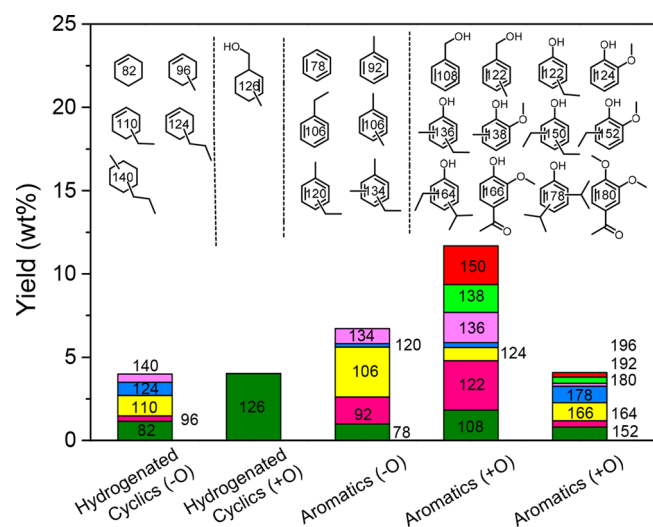 25
20
15
10
5
0
Yield (wt%)
82
96
110
124
140
HO
126
78
92
106
106
120
134
OH
108
OH
122
OH
122
OH
O
124
OH
136
OH
O
138
OH
150
OH
O
152
OH
164
OH
O
166
O
OH
178
O
O
180
O
140
124
110
96
82
126
134
120
106
92
78
150
138
136
124
122
108
196
192
180
178
166
164
152
Hydrogenated
Cyclics (-O)
Hydrogenated
Cyclics (+O)
Aromatics (-O)
Aromatics (+O)
Aromatics (+O)